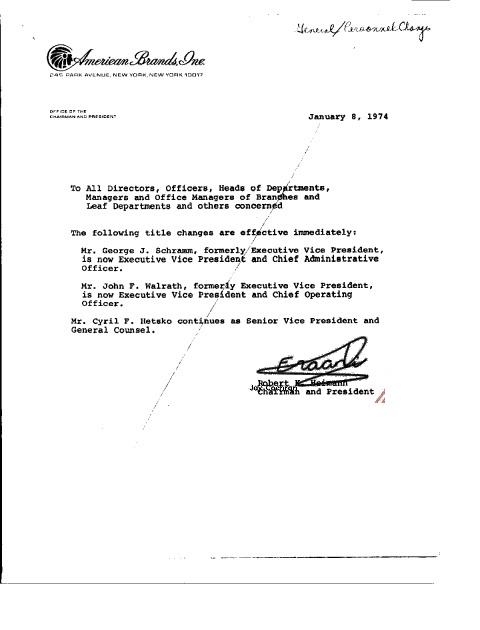 General/Personnel Changes
American Brands, Inc.
245 PARK AVENUE, NEW YORK, NEW YORK 10017
OFFICE OF THE
CHAIRMAN AND PRESIDENT
January 8, 1974
To All Directors, Officers, Heads of Departments,
Managers and Office Managers of Branches and
Leaf Departments and others concerned
The following title changes are effective immediately:
Mr. George J. Schramm, formerly Executive Vice President,
is now Executive Vice President and Chief Administrative
Officer.
Mr. John F. Walrath, formerly Executive Vice President,
is now Executive Vice President and Chief Operating
Officer.
Mr. Cyril F. Hetsko continues as Senior Vice President and
General Counsel.
Robert K. Heimann
Chairman and President